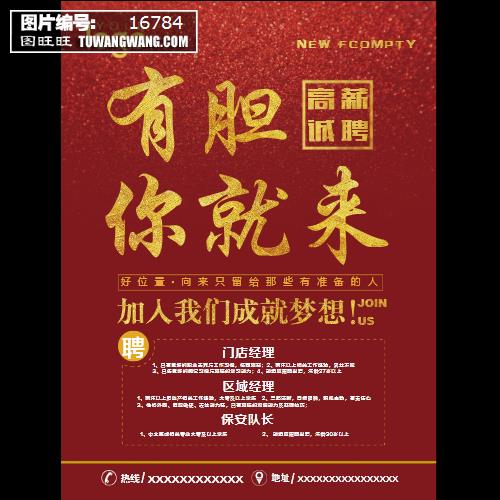 图片编号: 16784
图旺旺 TUWANGWANG.COM
NEW FCOMPTY
有胆
高薪
诚聘
你就来
好位置·向来只留给那些有准备的人
加入我们成就梦想!JOIN US
聘
门店经理
区域经理
保安队长
热线/xxxxxxxxxxxxx
地址/xxxxxxxxxxxxxxxxx